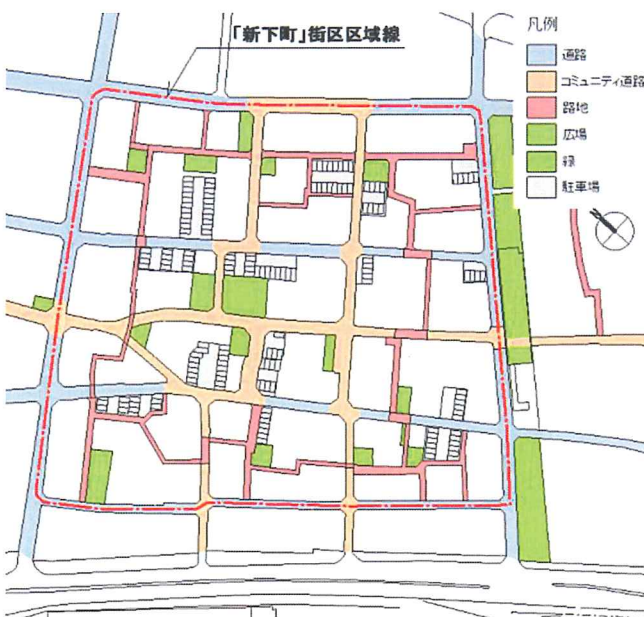 「新下町」街区区域線
凡例
道路
コミュニティ道路
路地
広場
緑
駐車場